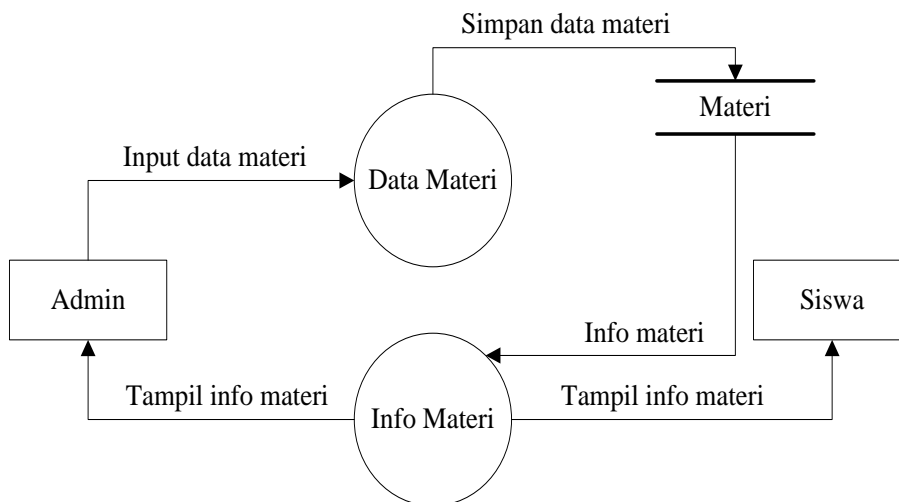 Simpan data materi
Materi
Input data materi
Data Materi
Admin
Siswa
Info materi
Tampil info materi
Info Materi
Tampil info materi